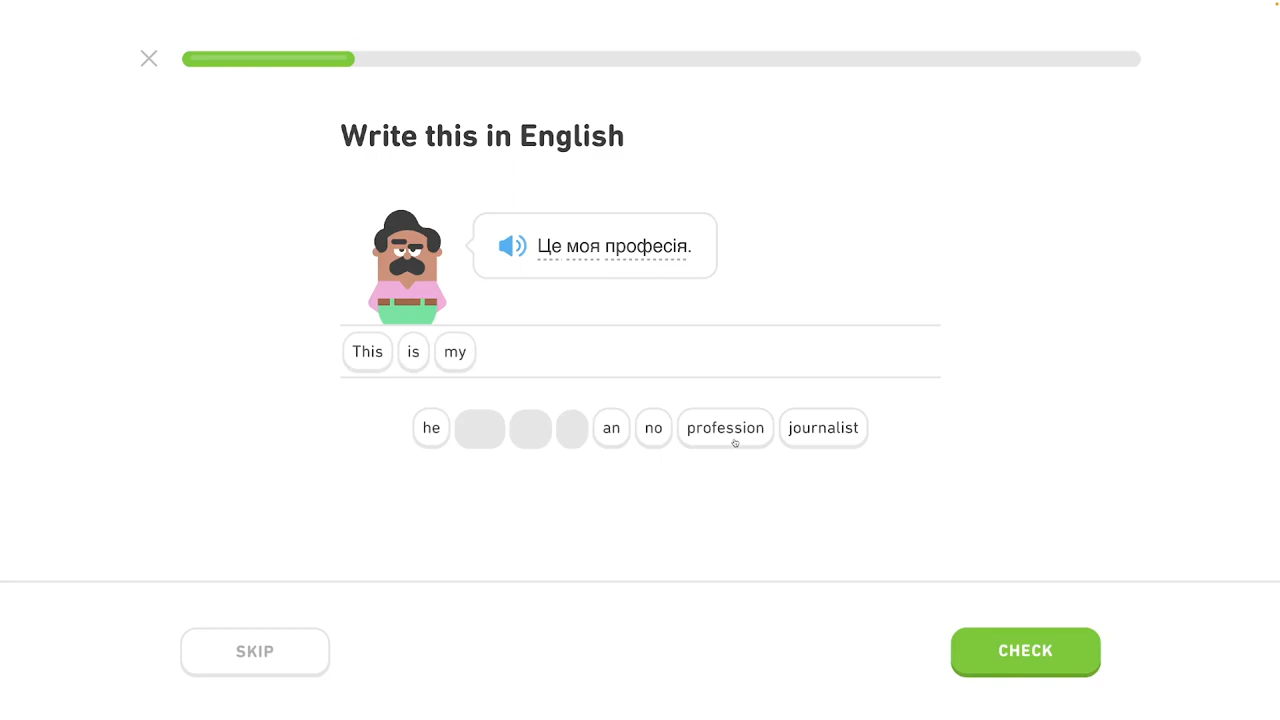 Write this in English
Це моя професія.
This is my
he an no profession journalist
SKIP CHECK